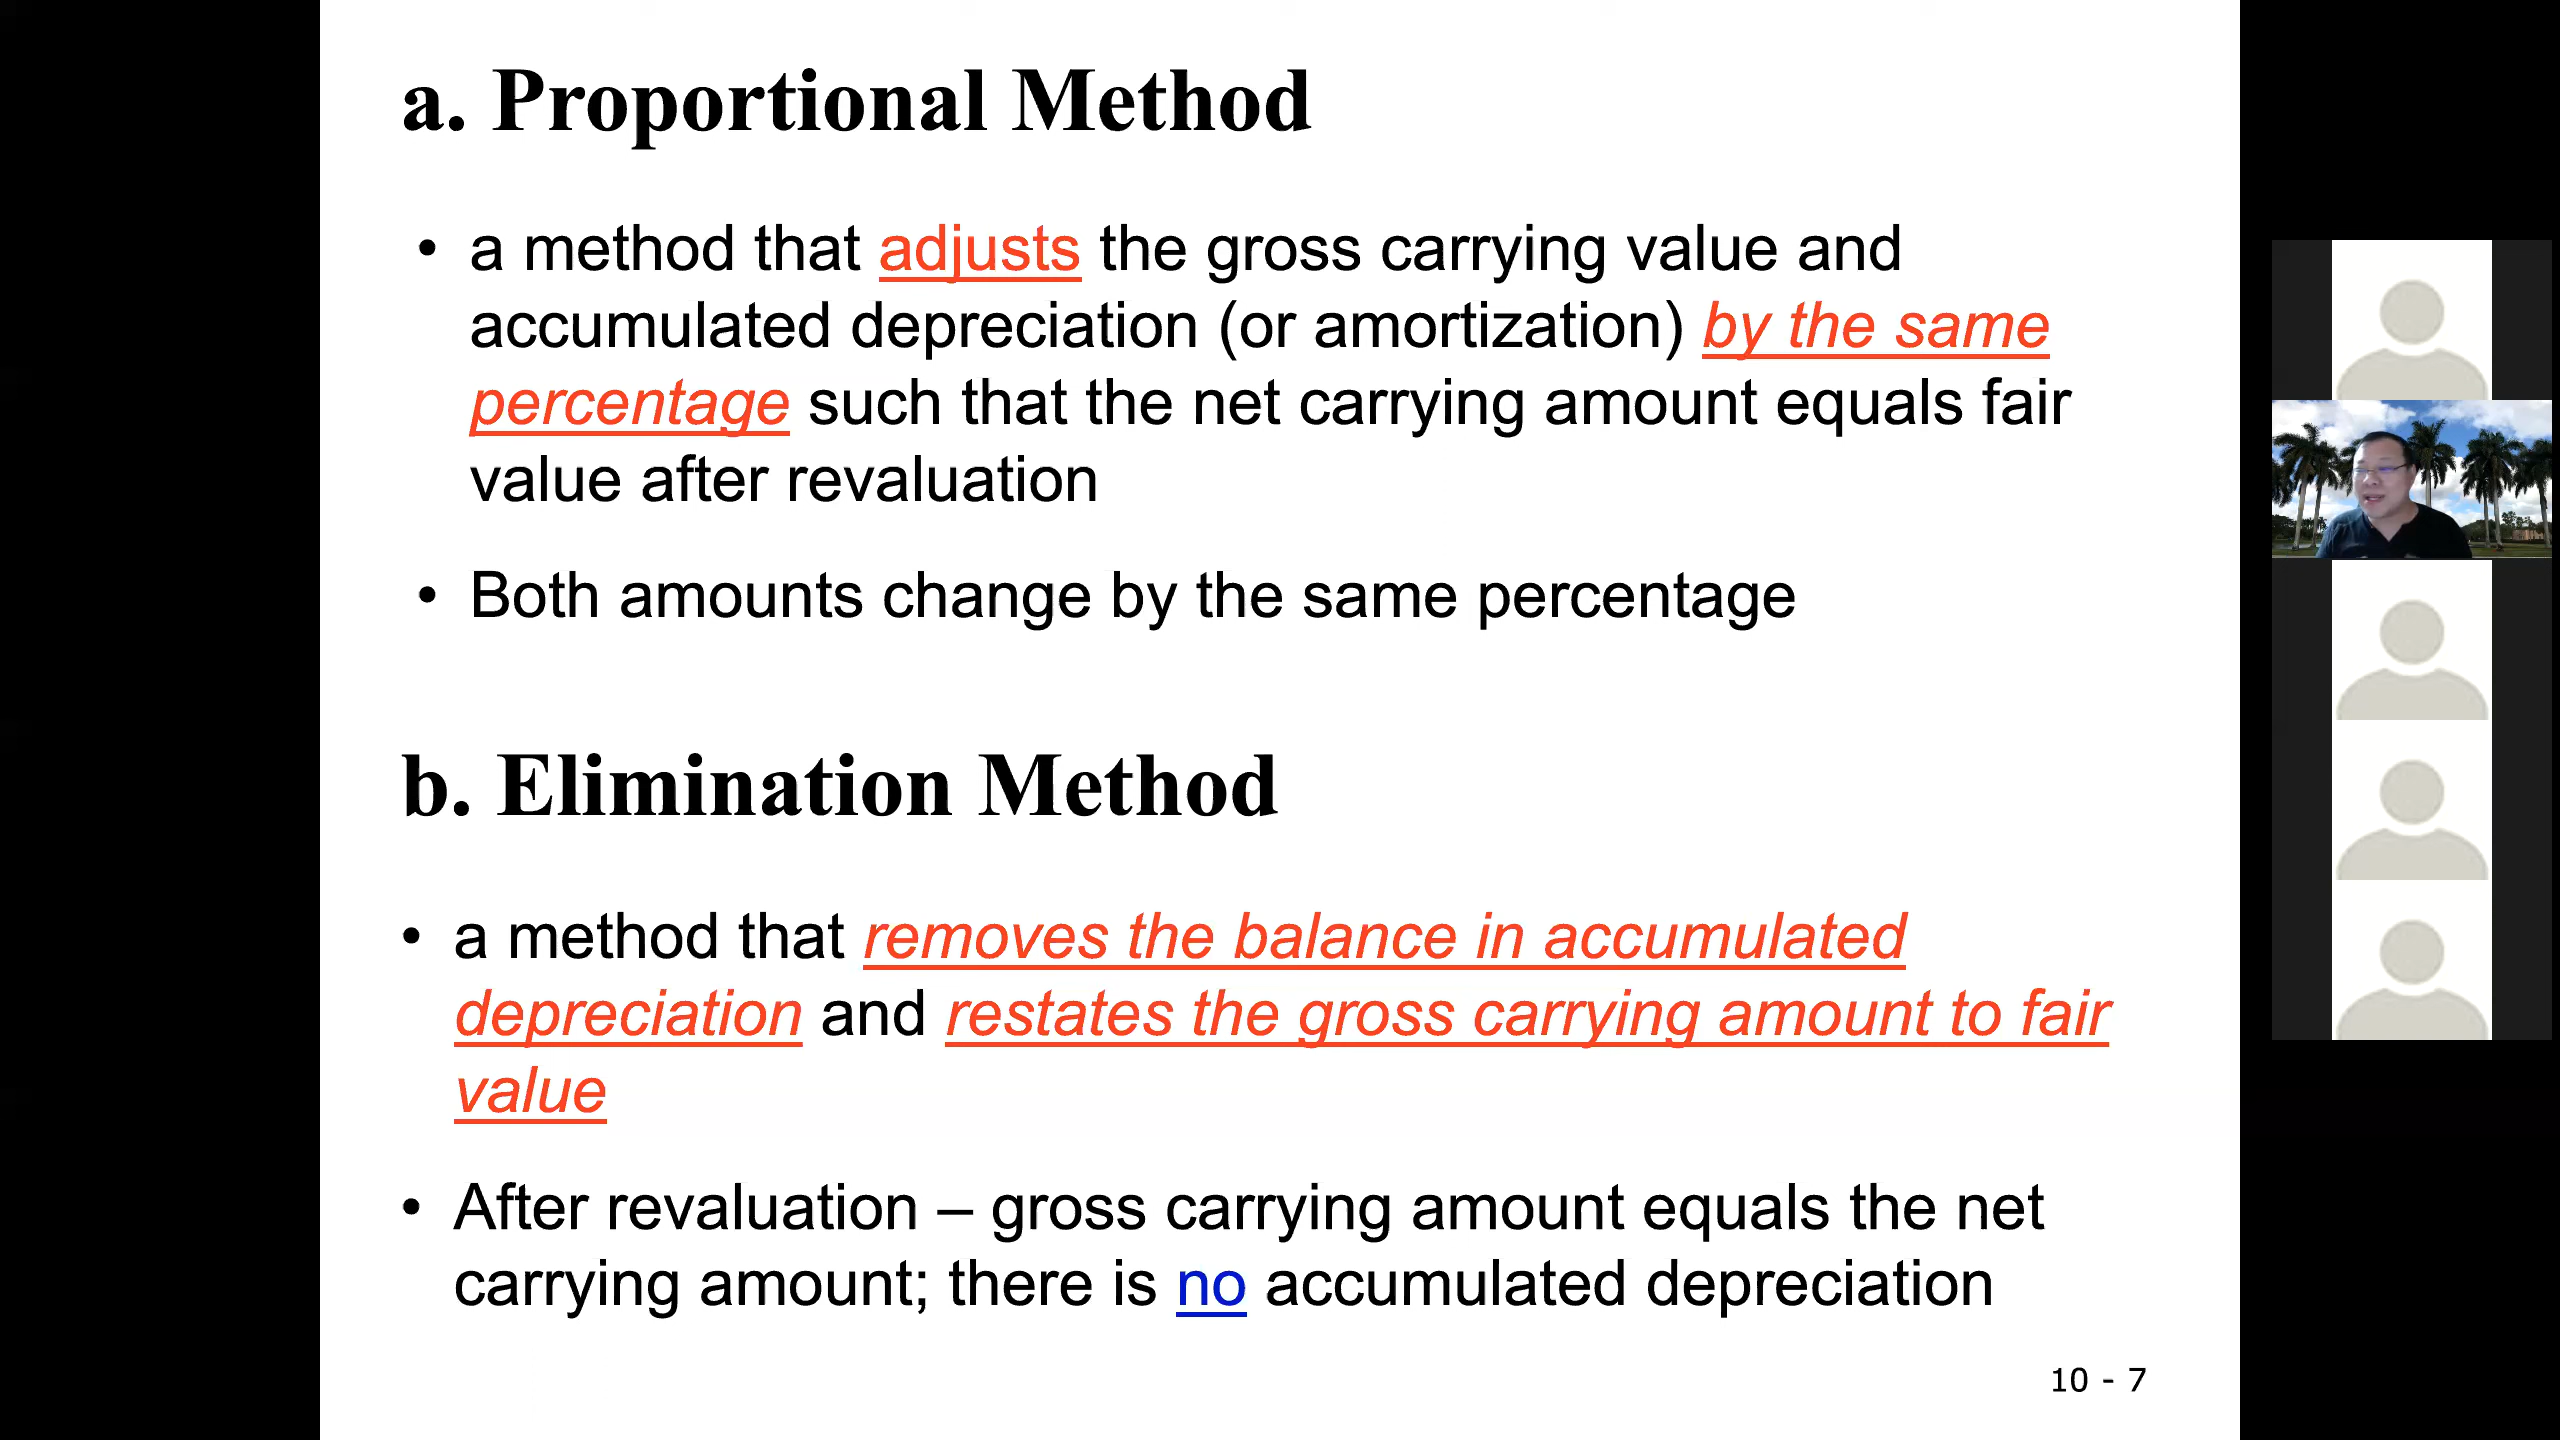 a. Proportional Method
• a method that adjusts the gross carrying value and
accumulated depreciation (or amortization) by the same
percentage such that the net carrying amount equals fair
value after revaluation
• Both amounts change by the same percentage
b. Elimination Method
• a method that removes the balance in accumulated
depreciation and restates the gross carrying amount to fair
value
• After revaluation – gross carrying amount equals the net
carrying amount; there is no accumulated depreciation
10 - 7